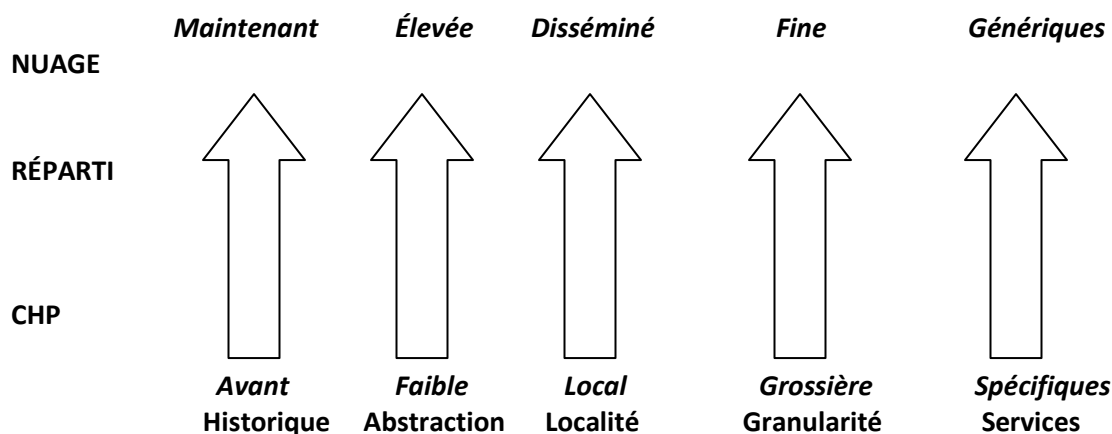 Maintenant Élevée Disséminé Fine Génériques
NUAGE
RÉPARTI
CHP
Avant Faible Local Grossière Spécifiques
Historique Abstraction Localité Granularité Services